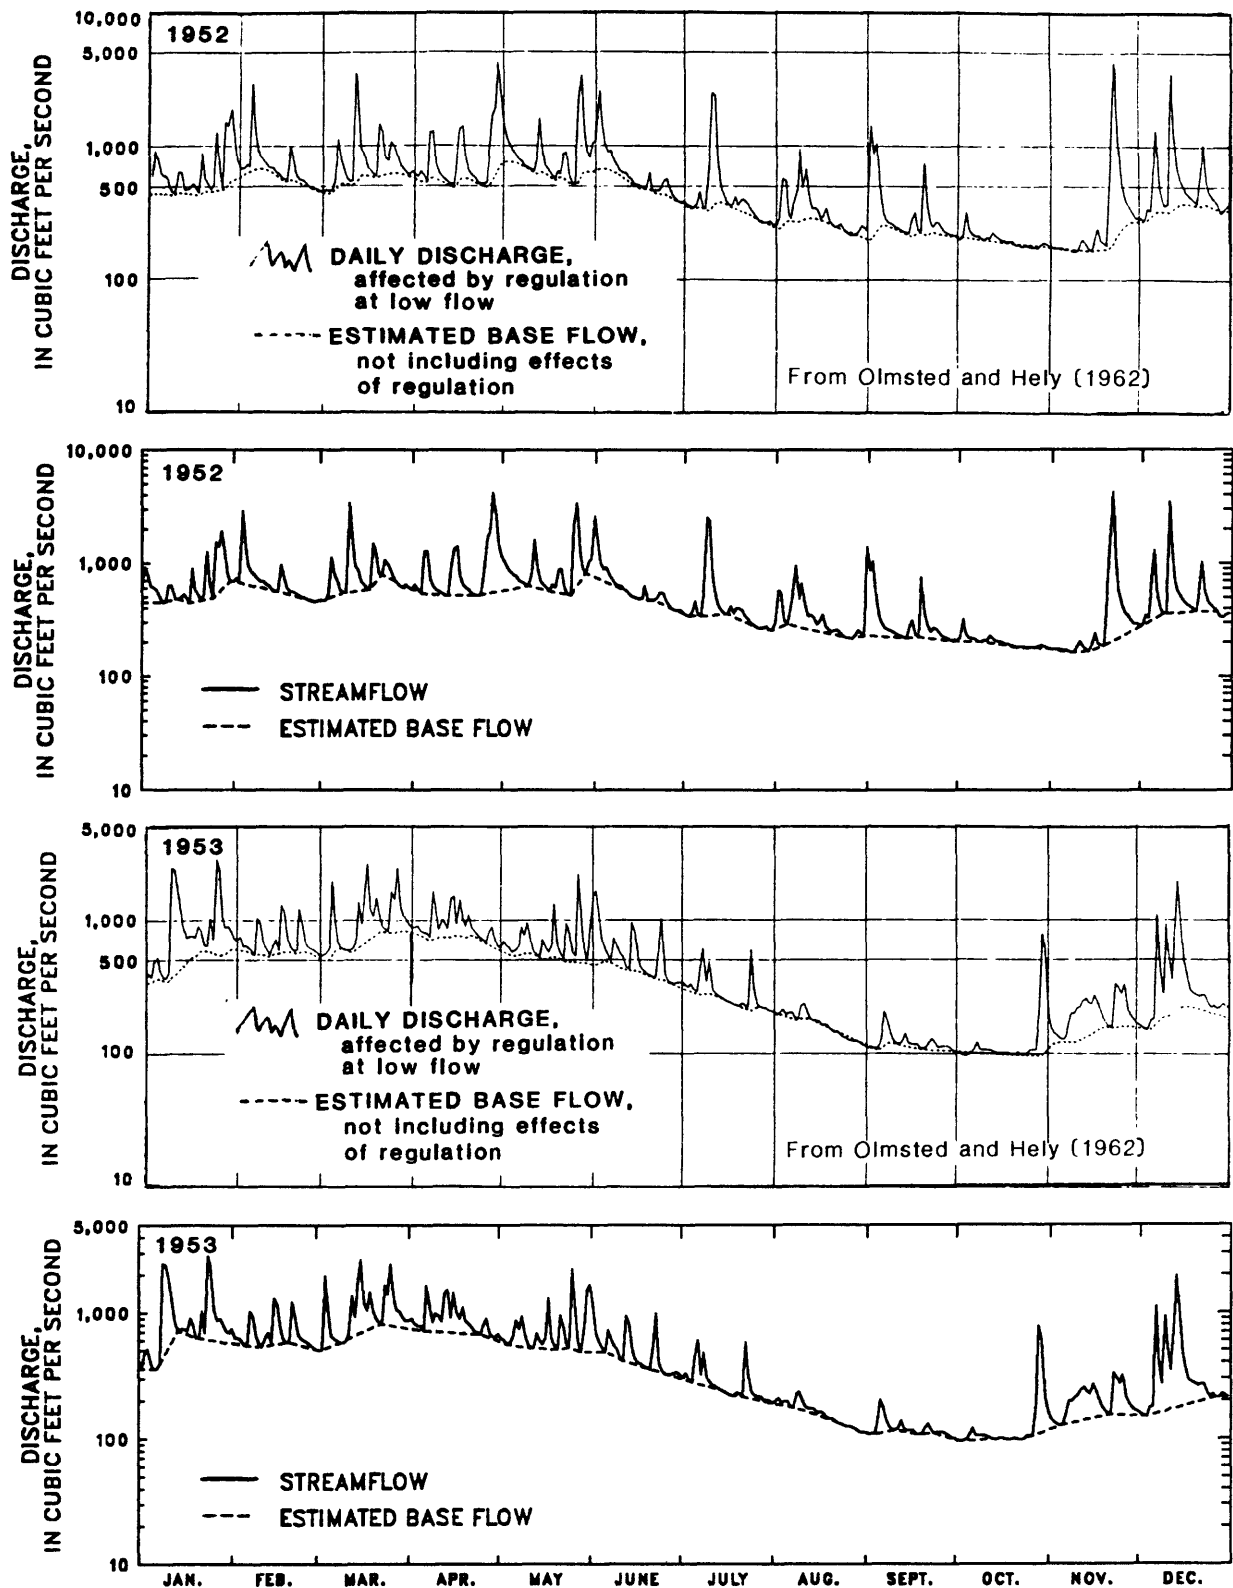 10,000
1952
5,000
1,000
500
100
10
DISCHARGE,
IN CUBIC FEET PER SECOND
DAILY DISCHARGE,
affected by regulation
at low flow
ESTIMATED BASE FLOW,
not including effects
of regulation
From Olmsted and Hely (1962)
10,000
1952
1,000
100
10
DISCHARGE,
IN CUBIC FEET PER SECOND
STREAMFLOW
ESTIMATED BASE FLOW
5,000
1953
1,000
500
100
10
DISCHARGE,
IN CUBIC FEET PER SECOND
DAILY DISCHARGE,
affected by regulation
at low flow
ESTIMATED BASE FLOW,
not including effects
of regulation
From Olmsted and Hely (1962)
5,000
1953
1,000
100
10
DISCHARGE,
IN CUBIC FEET PER SECOND
STREAMFLOW
ESTIMATED BASE FLOW
JAN. FEB. MAR. APR. MAY JUNE JULY AUG. SEPT. OCT. NOV. DEC.